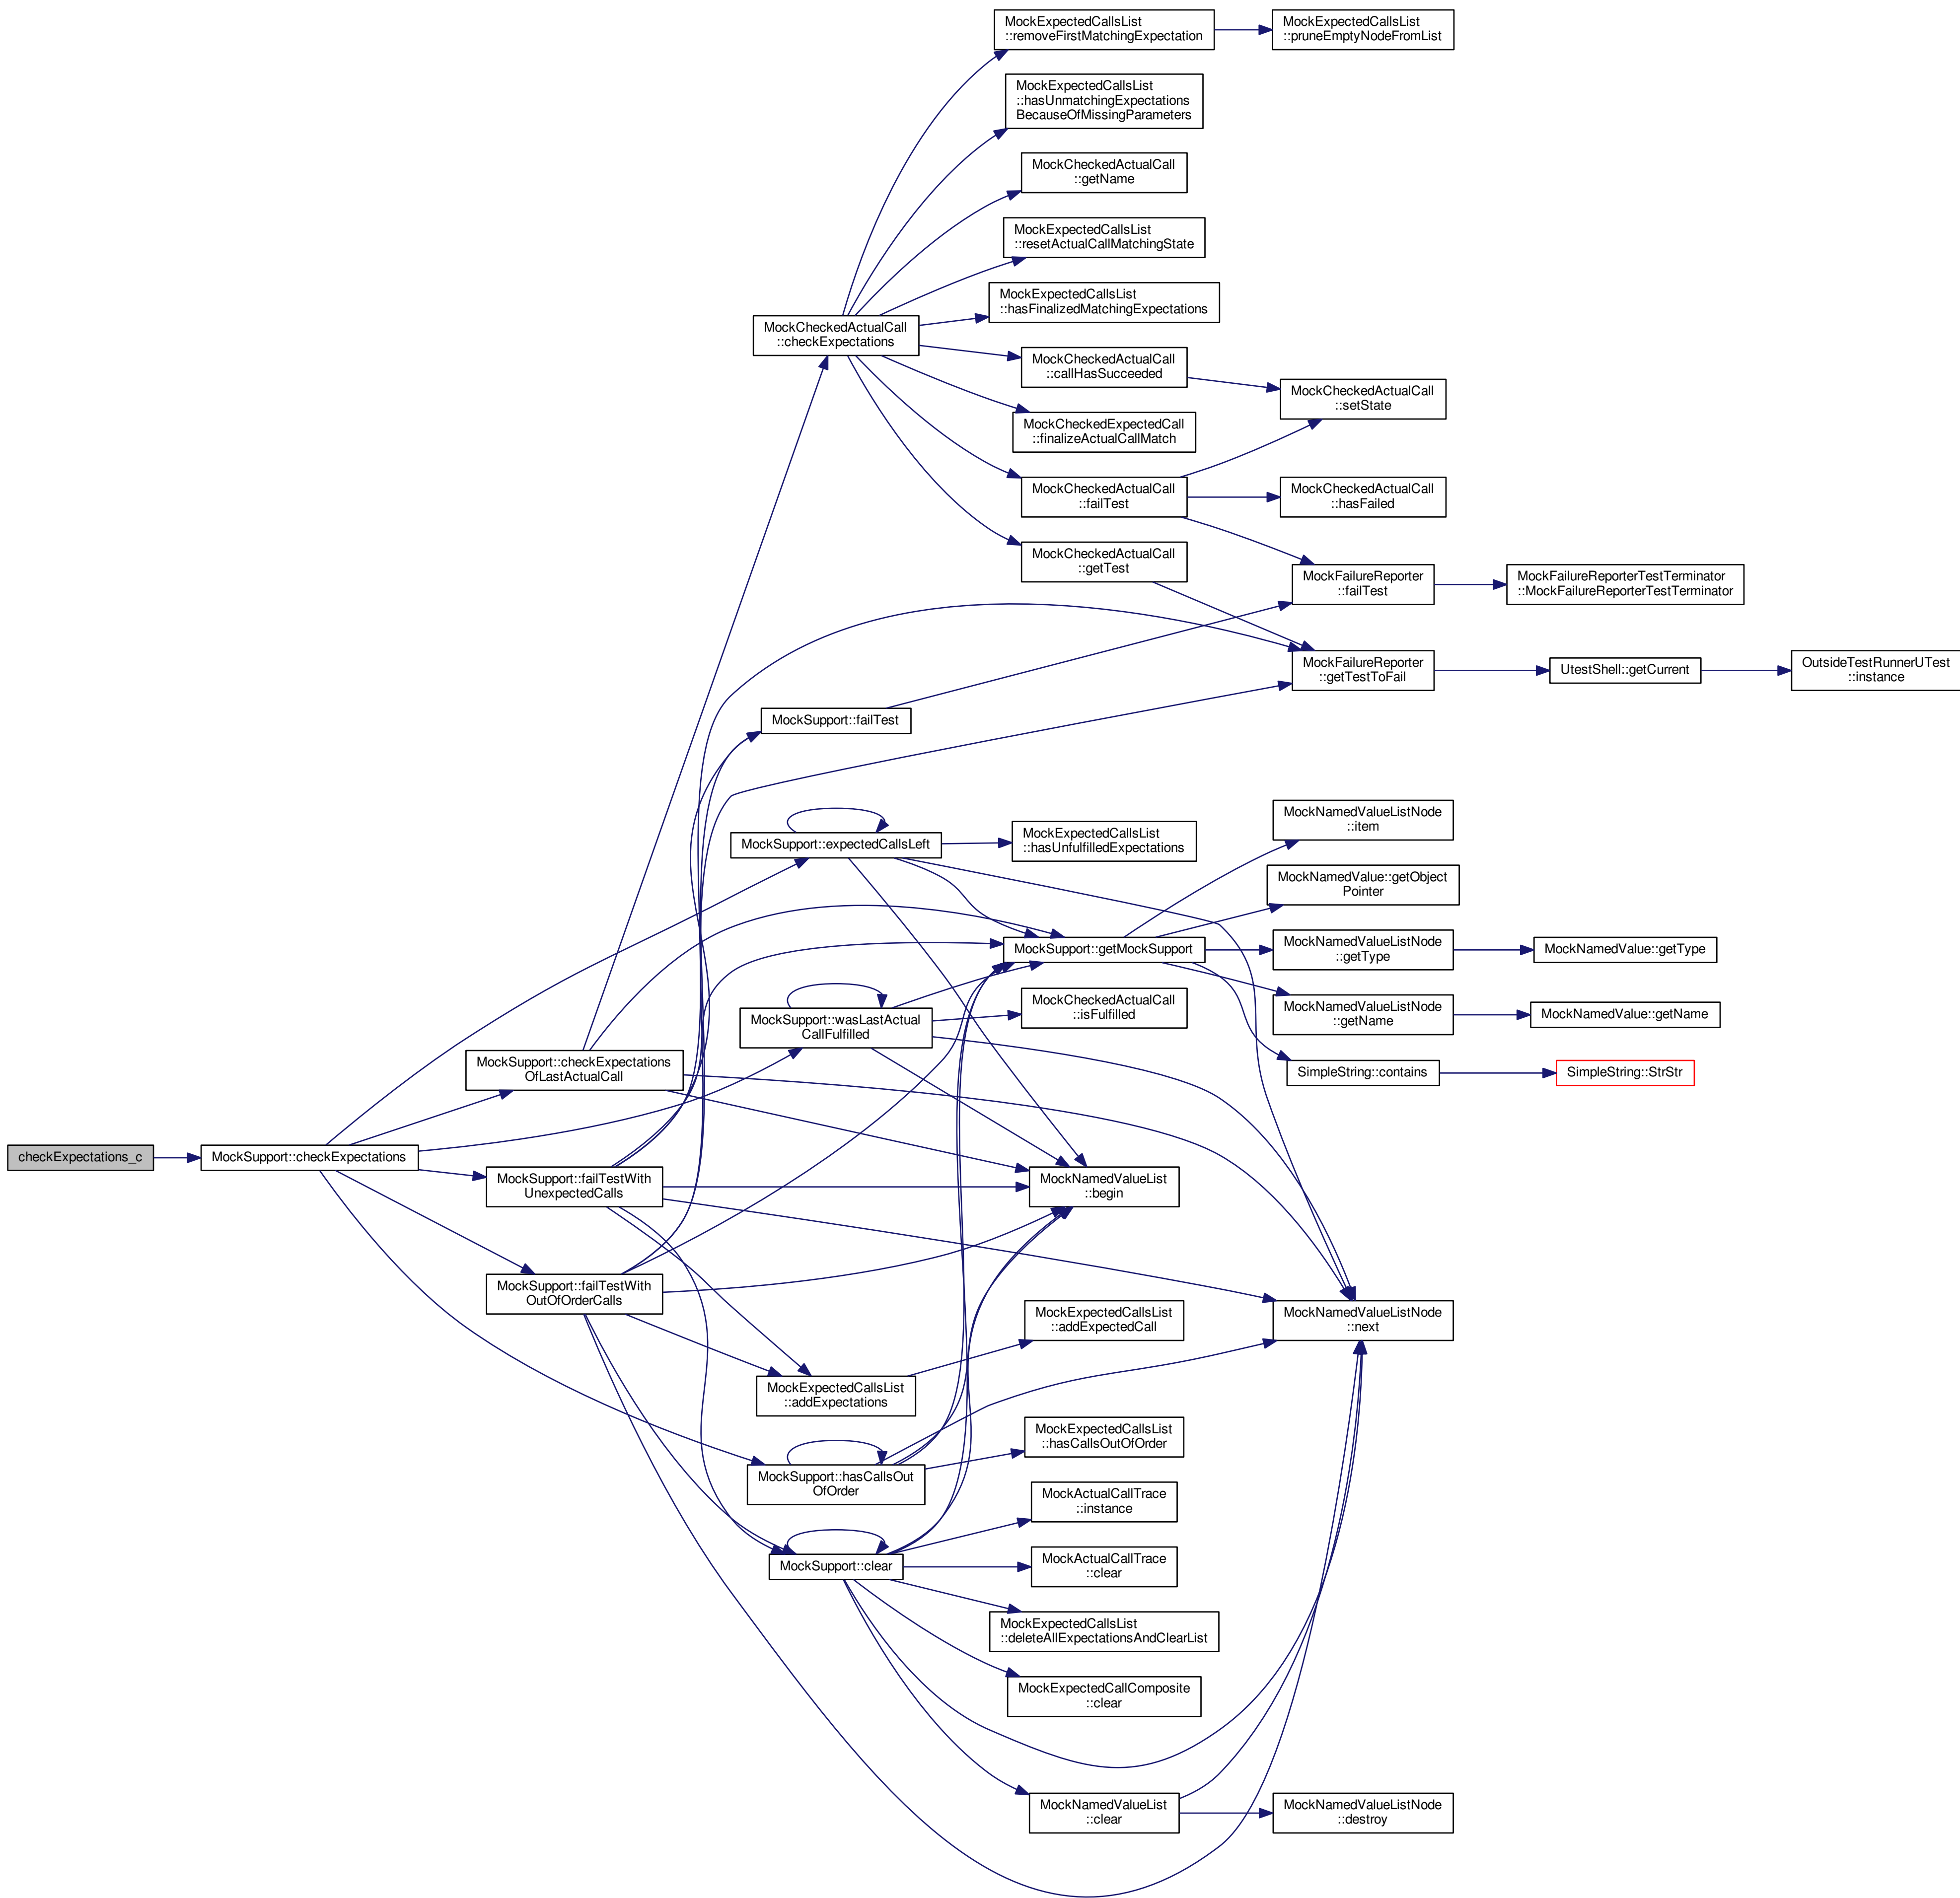 MockExpectedCallsList
::removeFirstMatchingExpectation
MockExpectedCallsList
::pruneEmptyNodeFromList
MockExpectedCallsList
::hasUnmatchingExpectations
BecauseOfMissingParameters
MockCheckedActualCall
::getName
MockExpectedCallsList
::resetActualCallMatchingState
MockExpectedCallsList
::hasFinalizedMatchingExpectations
MockCheckedActualCall
::checkExpectations
MockCheckedActualCall
::callHasSucceeded
MockCheckedActualCall
::setState
MockCheckedExpectedCall
::finalizeActualCallMatch
MockCheckedActualCall
::failTest
MockCheckedActualCall
::hasFailed
MockCheckedActualCall
::getTest
MockFailureReporter
::failTest
MockFailureReporterTestTerminator
::MockFailureReporterTestTerminator
MockFailureReporter
::getTestToFail
UtestShell::getCurrent
OutsideTestRunnerUTest
::instance
MockSupport::failTest
MockNamedValueListNode
::item
MockSupport::expectedCallsLeft
MockExpectedCallsList
::hasUnfulfilledExpectations
MockNamedValue::getObject
Pointer
MockSupport::getMockSupport
MockNamedValueListNode
::getType
MockNamedValue::getType
MockSupport::wasLastActual
CallFulfilled
MockCheckedActualCall
::isFulfilled
MockNamedValueListNode
::getName
MockNamedValue::getName
MockSupport::checkExpectations
OfLastActualCall
SimpleString::contains
SimpleString::StrStr
checkExpectations_c
MockSupport::checkExpectations
MockSupport::failTestWith
UnexpectedCalls
MockNamedValueList
::begin
MockSupport::failTestWith
OutOfOrderCalls
MockExpectedCallsList
::addExpectedCall
MockNamedValueListNode
::next
MockExpectedCallsList
::addExpectations
MockExpectedCallsList
::hasCallsOutOfOrder
MockSupport::hasCallsOut
OfOrder
MockActualCallTrace
::instance
MockSupport::clear
MockActualCallTrace
::clear
MockExpectedCallsList
::deleteAllExpectationsAndClearList
MockExpectedCallComposite
::clear
MockNamedValueList
::clear
MockNamedValueListNode
::destroy